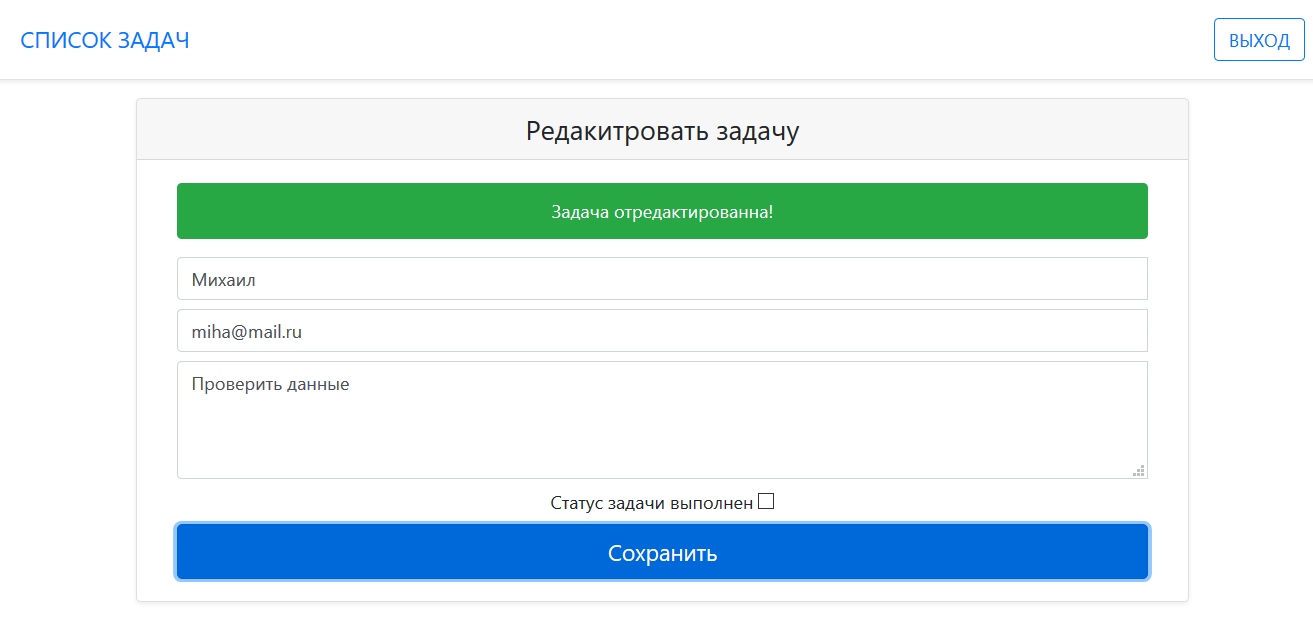 СПИСОК ЗАДАЧ
ВЫХОД
Редакитровать задачу
Задача отредактированна!
Михаил
miha@mail.ru
Проверить данные
Статус задачи выполнен
Сохранить